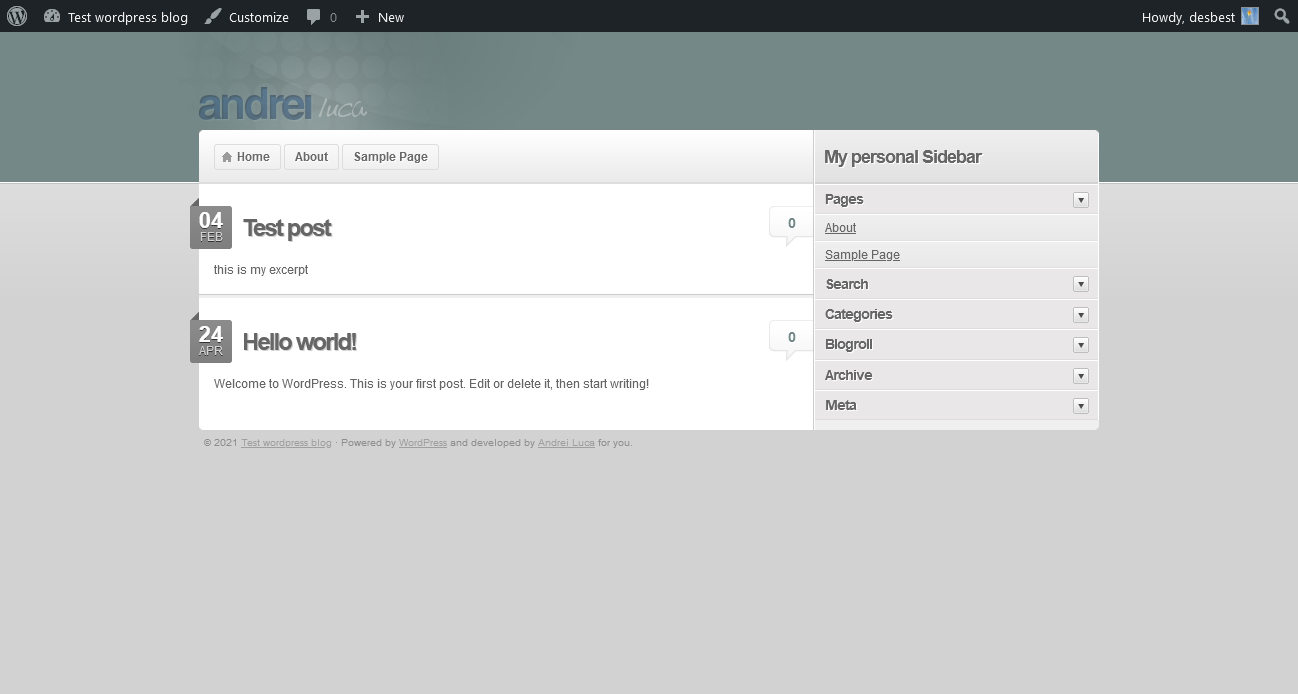 Test wordpress blog Customize 0 New Howdy, desbest
andrei luca
Home About Sample Page
My personal Sidebar
04
FEB
Test post
0
this is my excerpt
24
APR
Hello world!
0
Welcome to WordPress. This is your first post. Edit or delete it, then start writing!
Pages
About
Sample Page
Search
Categories
Blogroll
Archive
Meta
© 2021 Test wordpress blog · Powered by WordPress and developed by Andrei Luca for you.